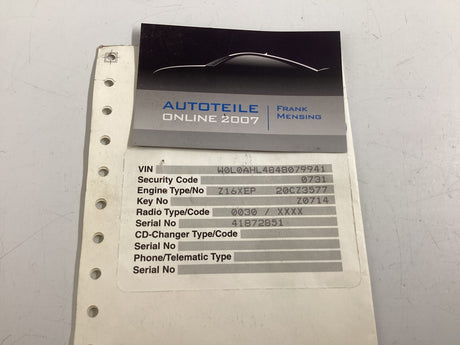 AUTOTEILE
ONLINE 2007
FRANK
MENSING
VIN W0L0AHL4848079941
Security Code 0731
Engine Type/No Z16XEP 20CZ3577
Key No Z0714
Radio Type/Code 0030 / XXXX
Serial No 41872851
CD-Changer Type/Code
Serial No
Phone/Telematic Type
Serial No